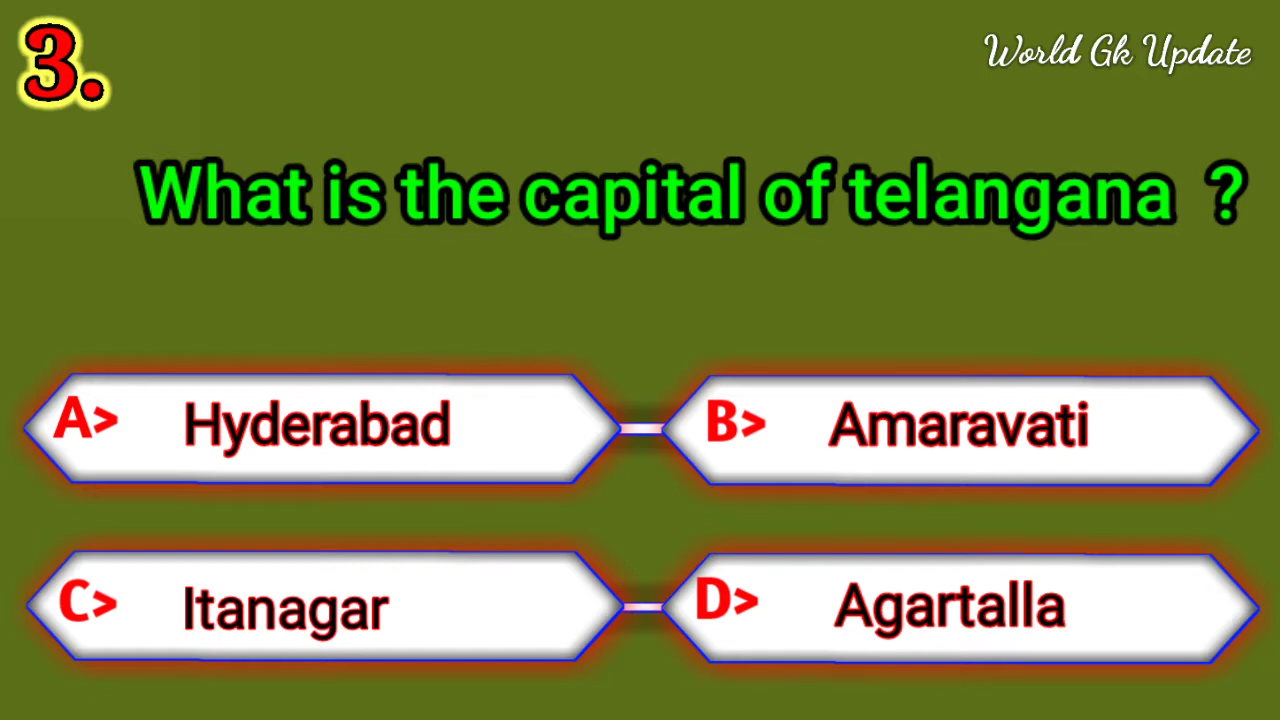 3.
World Gk Update
What is the capital of telangana ?
A> Hyderabad
B> Amaravati
C> Itanagar
D> Agartalla